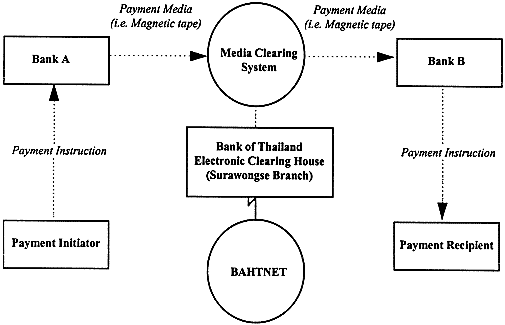 Payment Media
(i.e. Magnetic tape)
Payment Media
(i.e. Magnetic tape)
Bank A
Media Clearing
System
Bank B
Payment Instruction
Bank of Thailand
Electronic Clearing House
(Surawongse Branch)
Payment Instruction
Payment Initiator
BAHTNET
Payment Recipient